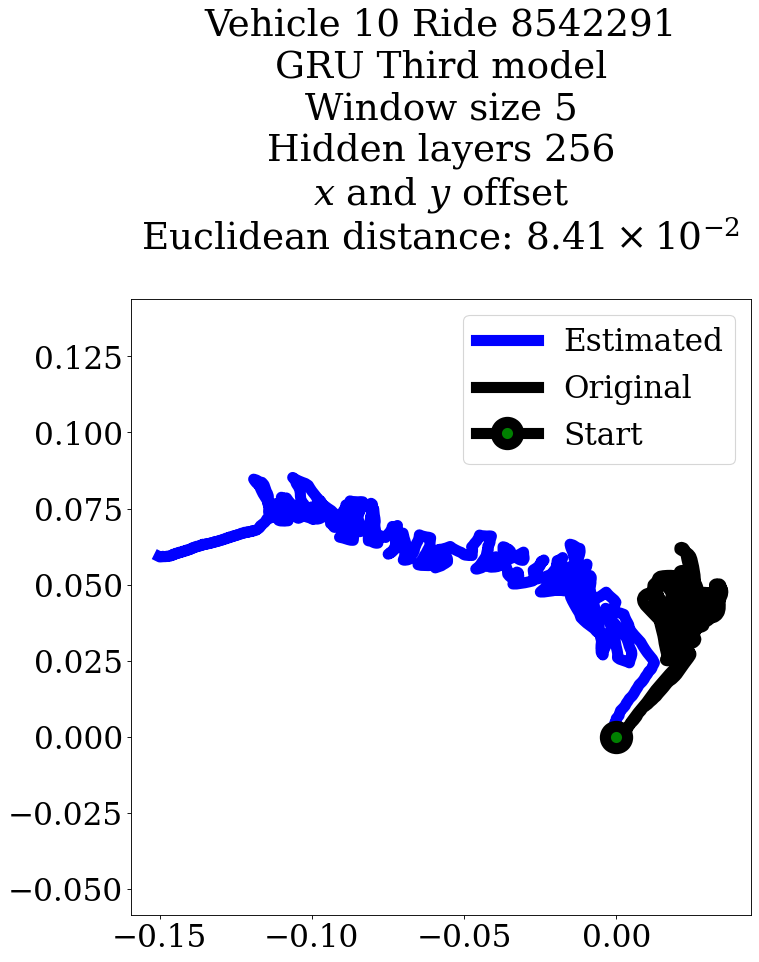 Vehicle 10 Ride 8542291
GRU Third model
Window size 5
Hidden layers 256
x and y offset
Euclidean distance: 8.41 × 10⁻²
Estimated
Original
Start
0.125
0.100
0.075
0.050
0.025
0.000
−0.025
−0.050
−0.15 −0.10 −0.05 0.00